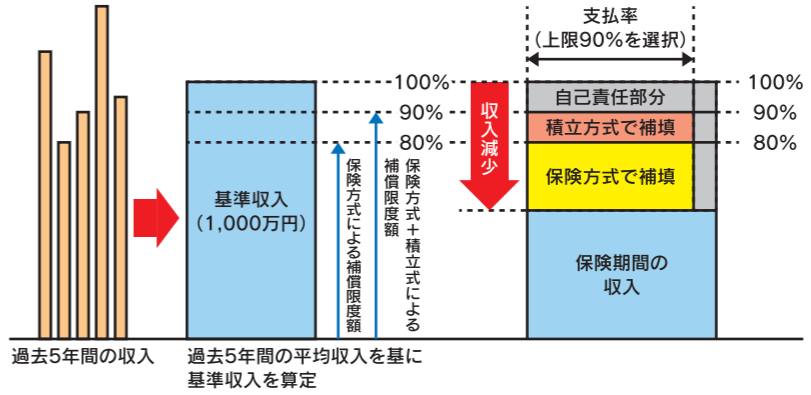 支払率
（上限90%を選択）
100%
90%
80%
収入減少
自己責任部分
積立方式で補填
保険方式で補填
100%
90%
80%
基準収入
（1,000万円）
保険方式による補償限度額
保険方式＋積立式による
補償限度額
保険期間の
収入
過去5年間の収入
過去5年間の平均収入を基に
基準収入を算定